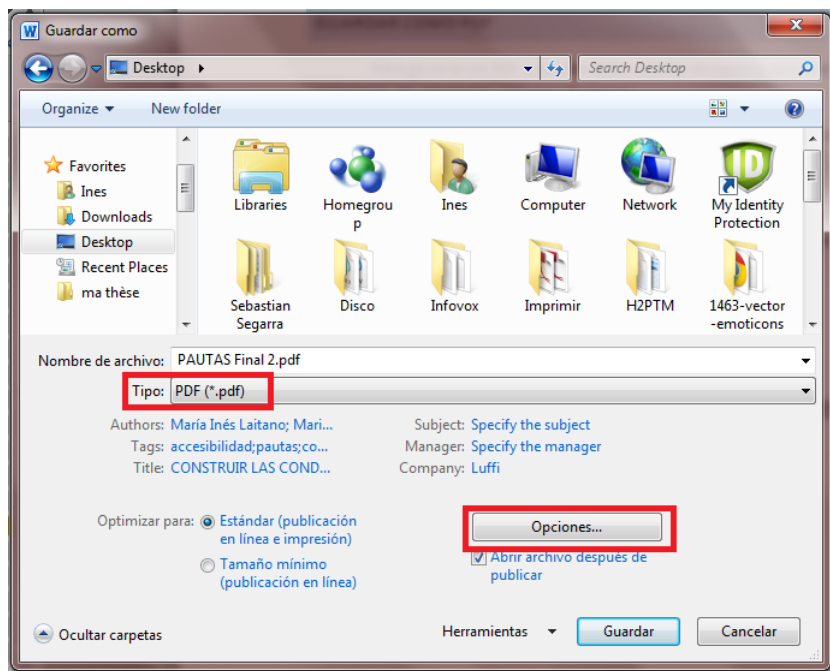 Guardar como
Desktop
Search Desktop
Organize
New folder
Favorites
Ines
Downloads
Desktop
Recent Places
ma thèse
Libraries
Homegrou
p
Ines
Computer
Network
My Identity
Protection
Sebastian
Segarra
Disco
Infovox
Imprimir
H2PTM
1463-vector
-emoticons
Nombre de archivo: PAUTAS Final 2.pdf
Tipo: PDF (*.pdf)
Authors: María Inés Laitano; Mari...
Subject: Specify the subject
Tags: accesibilidad;pautas;co...
Manager: Specify the manager
Title: CONSTRUIR LAS COND...
Company: Luffi
Optimizar para:
Estándar (publicación
en línea e impresión)
Tamaño mínimo
(publicación en línea)
Opciones...
Abrir archivo después de
publicar
Ocultar carpetas
Herramientas
Guardar
Cancelar